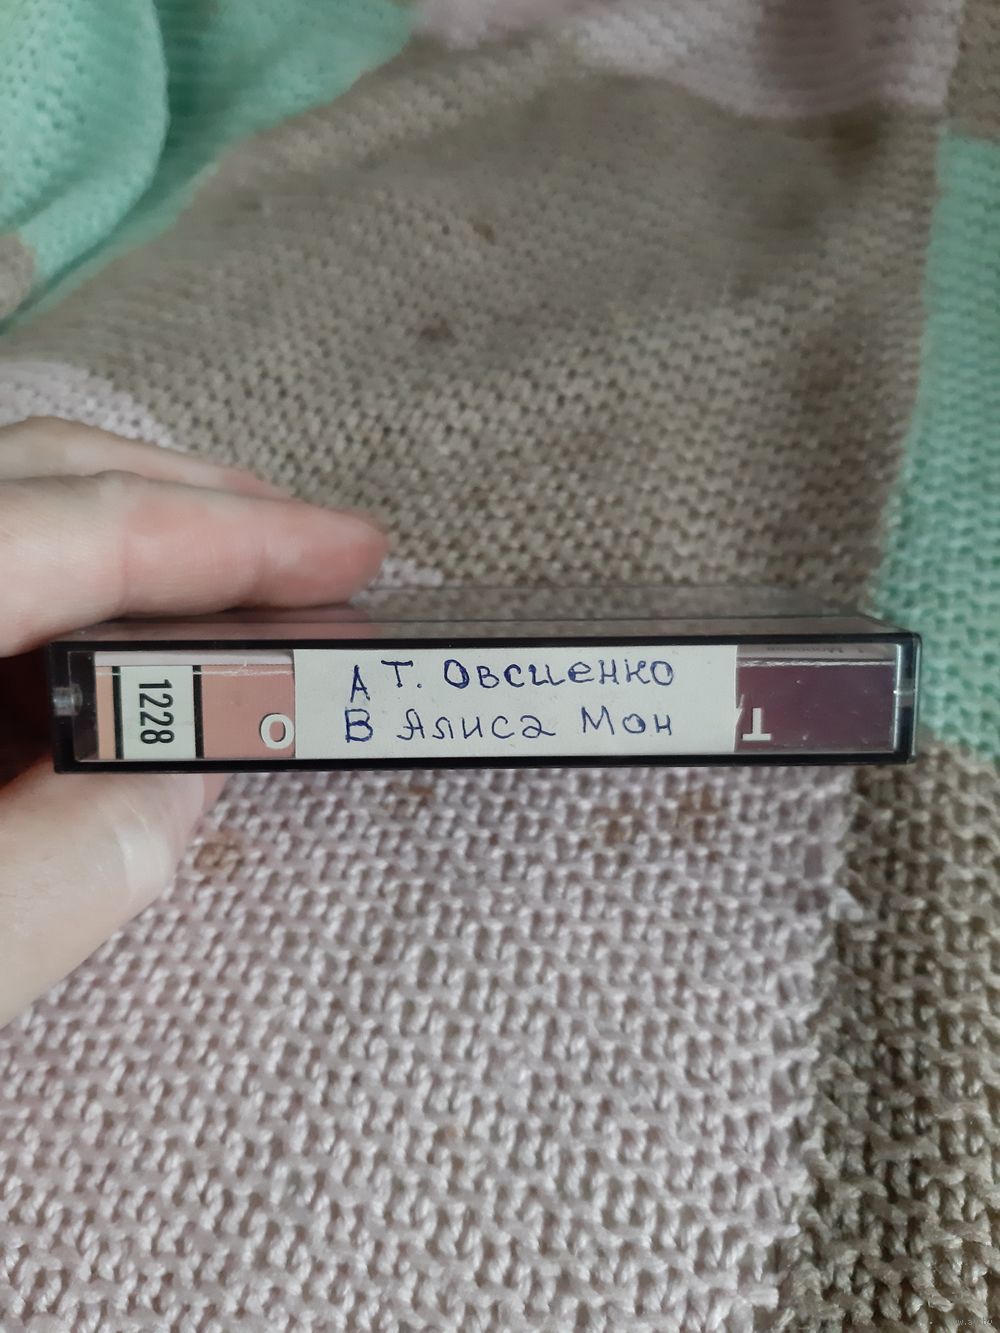 А Т. Овсиенко
В Алиса Мон
1228
О
Т